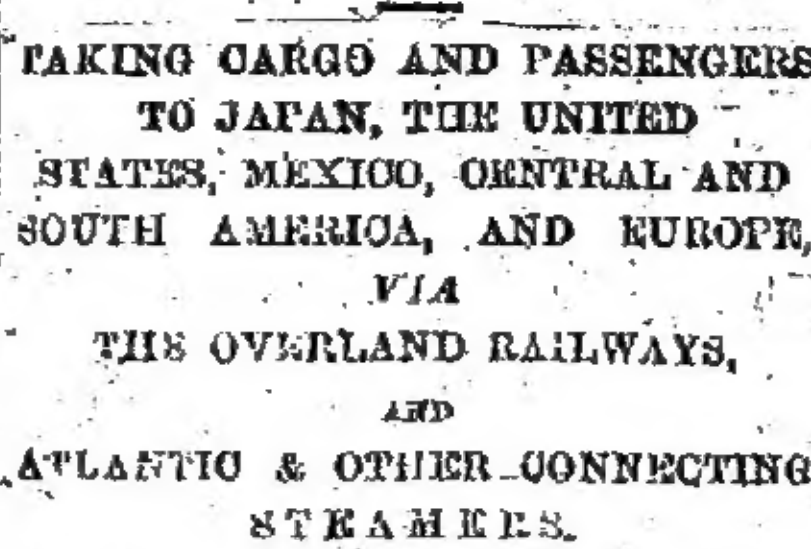 TAKING CARGO AND PASSENGERS
TO JAPAN, THE UNITED
STATES, MEXICO, CENTRAL AND
SOUTH AMERICA, AND EUROPE,
VIA
THE OVERLAND RAILWAYS,
AND
ATLANTIC & OTHER CONNECTING
STEAMERS.